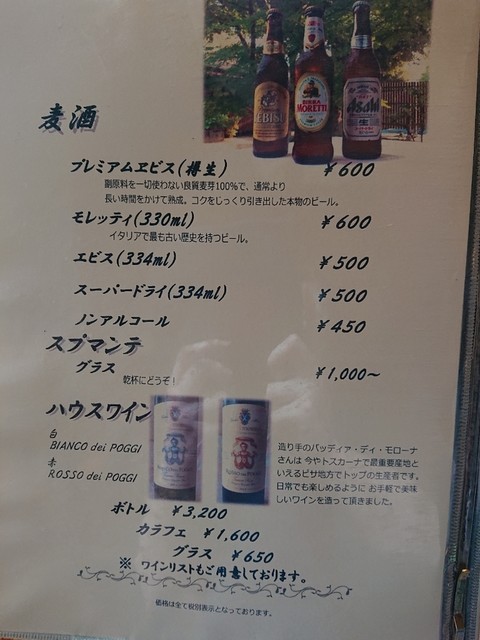 YEBISU
BIRRA
MORETTI
Asahi
生
麦酒
プレミアムヱビス(樽生) ¥600
副原料を一切使わない良質麦芽100%で、通常より
長い時間をかけて熟成。コクをじっくり引き出した本物のビール。
モレッティ(330ml) ¥600
イタリアで最も古い歴史を持つビール。
エビス(334ml) ¥500
スーパードライ(334ml) ¥500
ノンアルコール ¥450
スプマンテ
グラス ¥1,000~
乾杯にどうぞ!
ハウスワイン
白
BIANCO dei POGGI
赤
ROSSO dei POGGI
造り手のバッディァ・ディ・モローナ
さんは 今やトスカーナで最重要産地と
いえるピサ地方でトップの生産者です。
日常でも楽しめるように お手軽で美味
しいワインを造って頂きました。
ボトル ¥3,200
カラフェ ¥1,600
グラス ¥650
※ ワインリストもご用意しております。
価格は全て税別表示となっております。